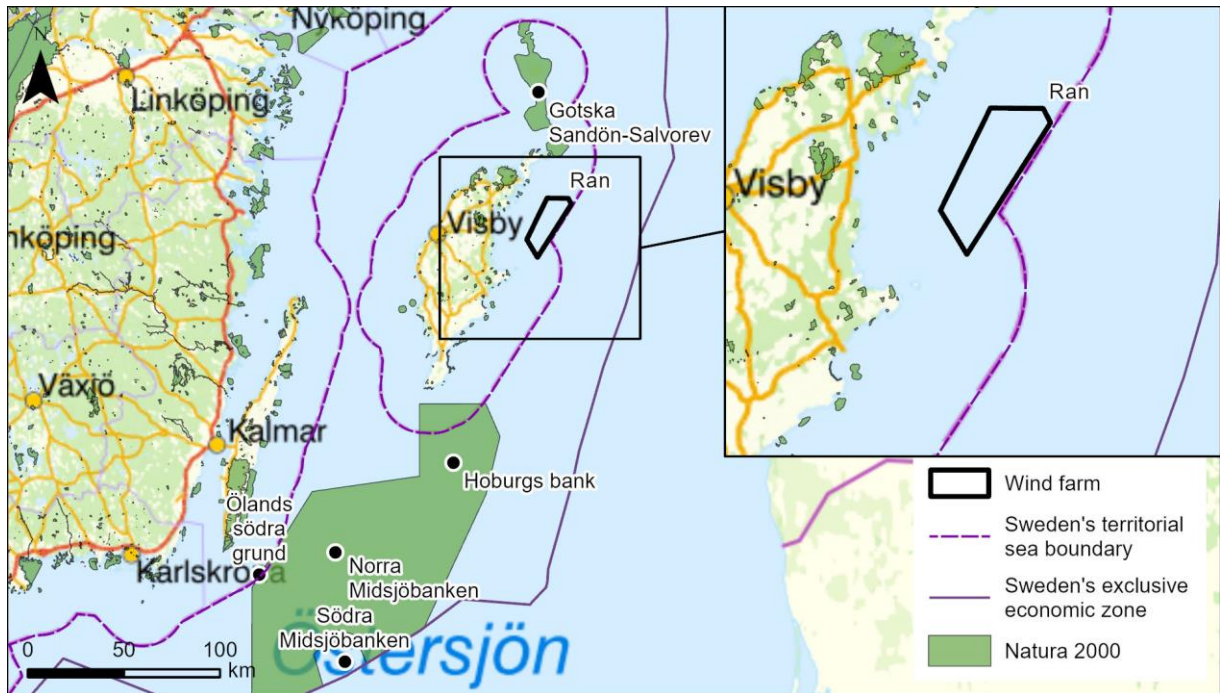 Nyköping
N
Linköping
Gotska
Sandön-Salvorev
Ran
Visby
nköping
Växjö
Kalmar
Hoburgs bank
Ölands
södra
grund
Karlskrona
Norra
Midsjöbanken
Södra
Midsjöbanken
Östersjön
0 50 100
km
Ran
Visby
Wind farm
Sweden's territorial
sea boundary
Sweden's exclusive
economic zone
Natura 2000